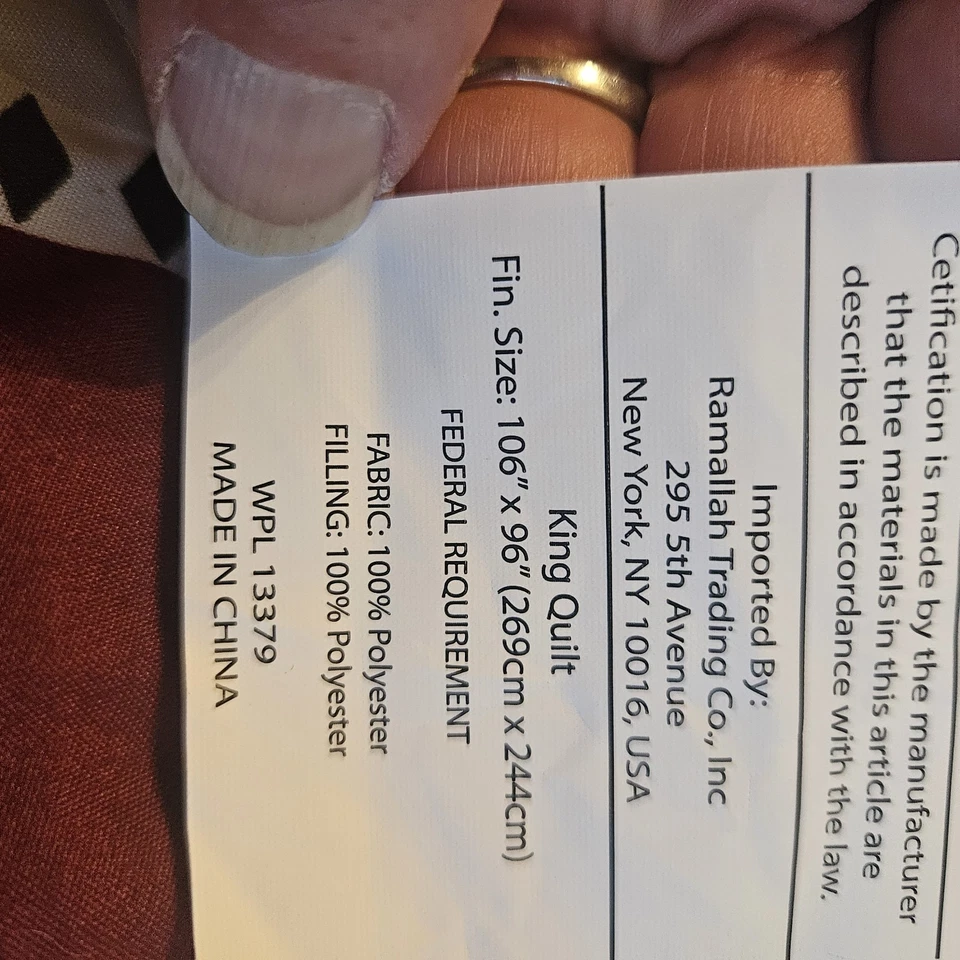 Cetification is made by the manufacturer
that the materials in this article are
described in accordance with the law.
Imported By:
Ramallah Trading Co., Inc
295 5th Avenue
New York, NY 10016, USA
King Quilt
Fin. Size: 106" x 96" (269cm x 244cm)
FEDERAL REQUIREMENT
FABRIC: 100% Polyester
FILLING: 100% Polyester
WPL 13379
MADE IN CHINA